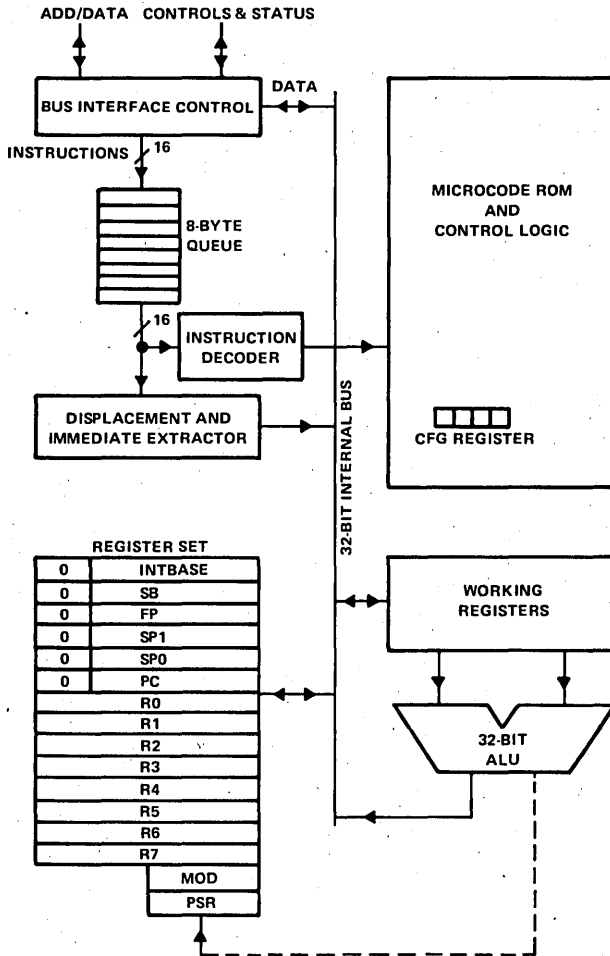 ADD/DATA CONTROLS & STATUS
BUS INTERFACE CONTROL
DATA
INSTRUCTIONS
16
8-BYTE
QUEUE
16
INSTRUCTION
DECODER
DISPLACEMENT AND
IMMEDIATE EXTRACTOR
32-BIT INTERNAL BUS
MICROCODE ROM
AND
CONTROL LOGIC
CFG REGISTER
REGISTER SET
0 INTBASE
0 SB
0 FP
0 SP1
0 SP0
0 PC
R0
R1
R2
R3
R4
R5
R6
R7
MOD
PSR
WORKING
REGISTERS
32-BIT
ALU